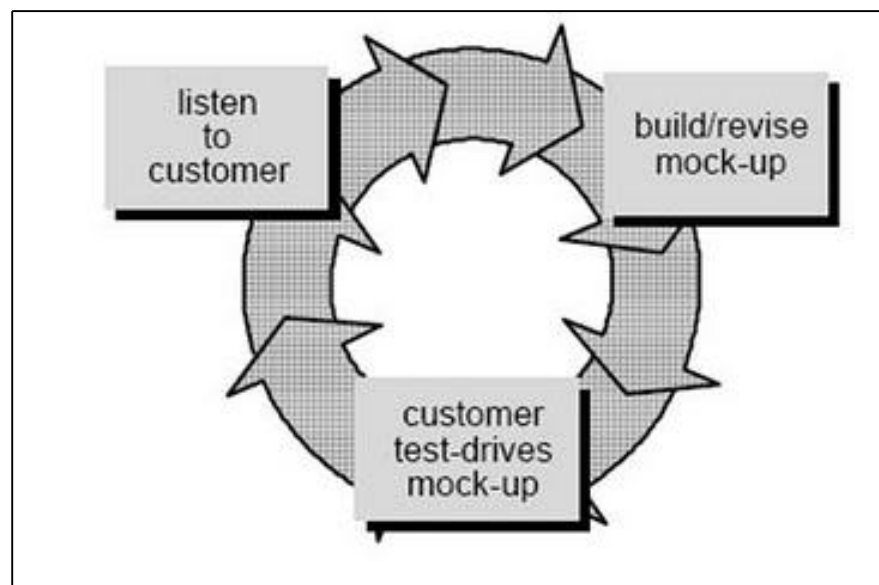 listen
to
customer
build/revise
mock-up
customer
test-drives
mock-up